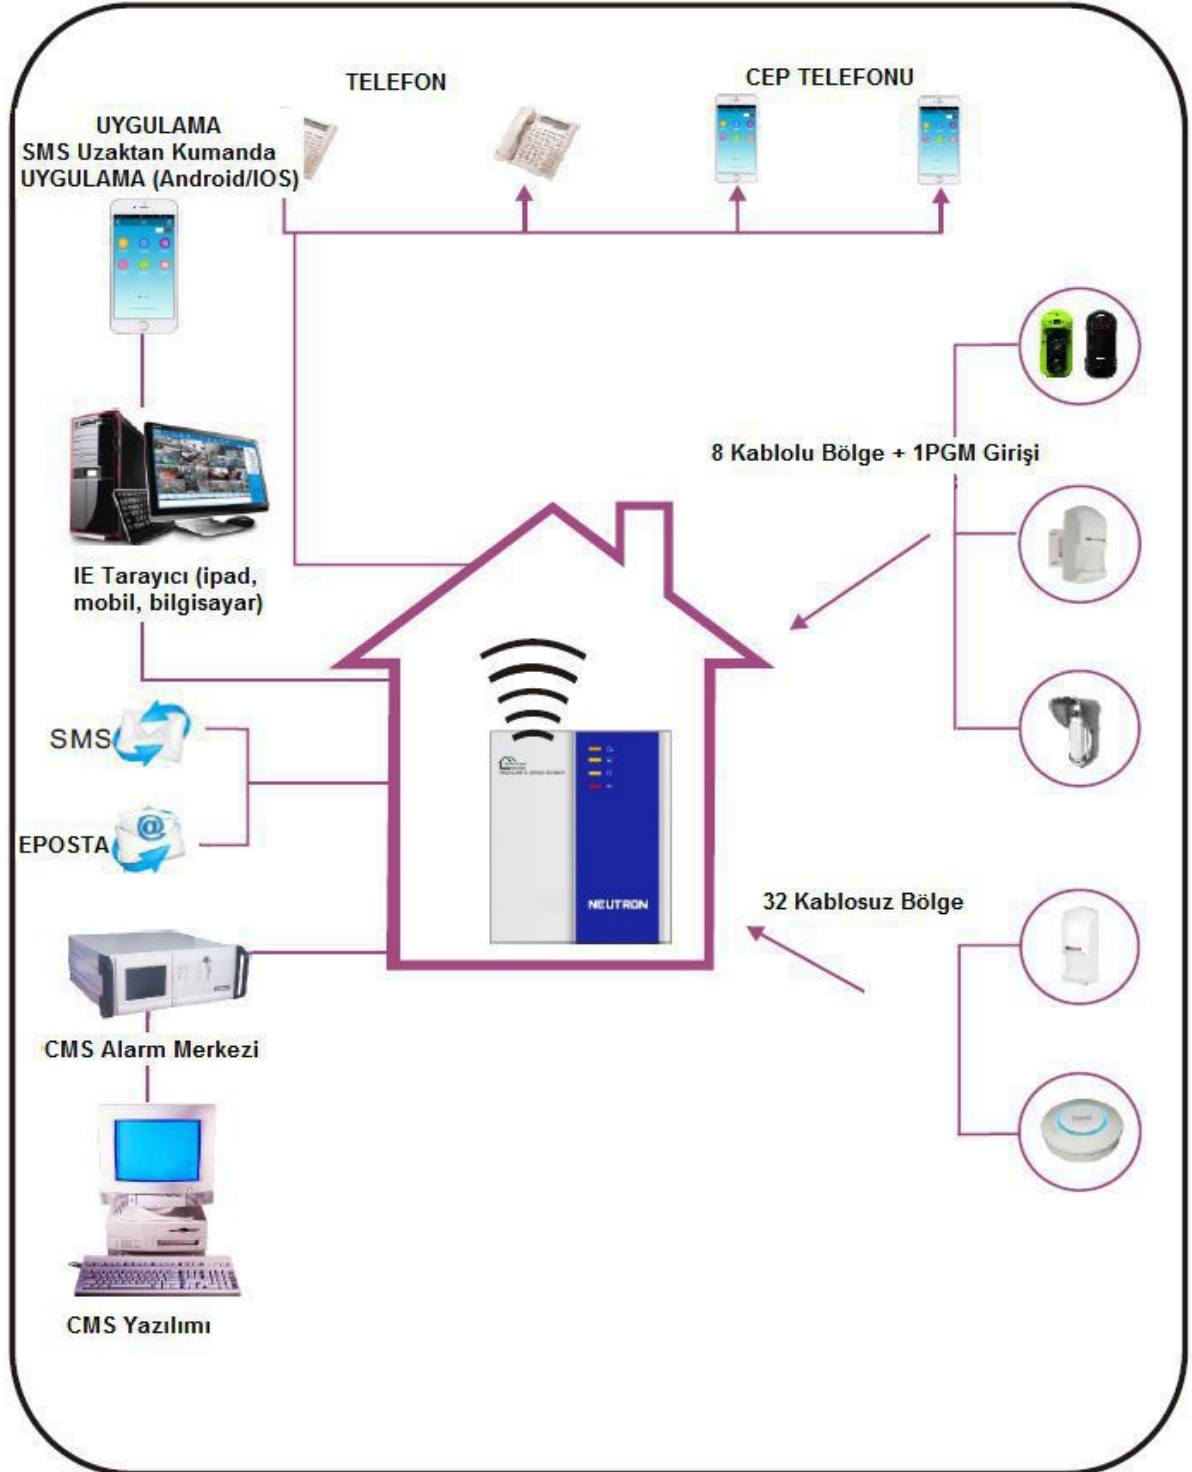 TELEFON
CEP TELEFONU
UYGULAMA
SMS Uzaktan Kumanda
UYGULAMA (Android/IOS)
8 Kablolu Bölge + 1PGM Girişi
IE Tarayıcı (ipad,
mobil, bilgisayar)
SMS
EPOSTA
NEUTRON
32 Kablosuz Bölge
CMS Alarm Merkezi
CMS Yazılımı